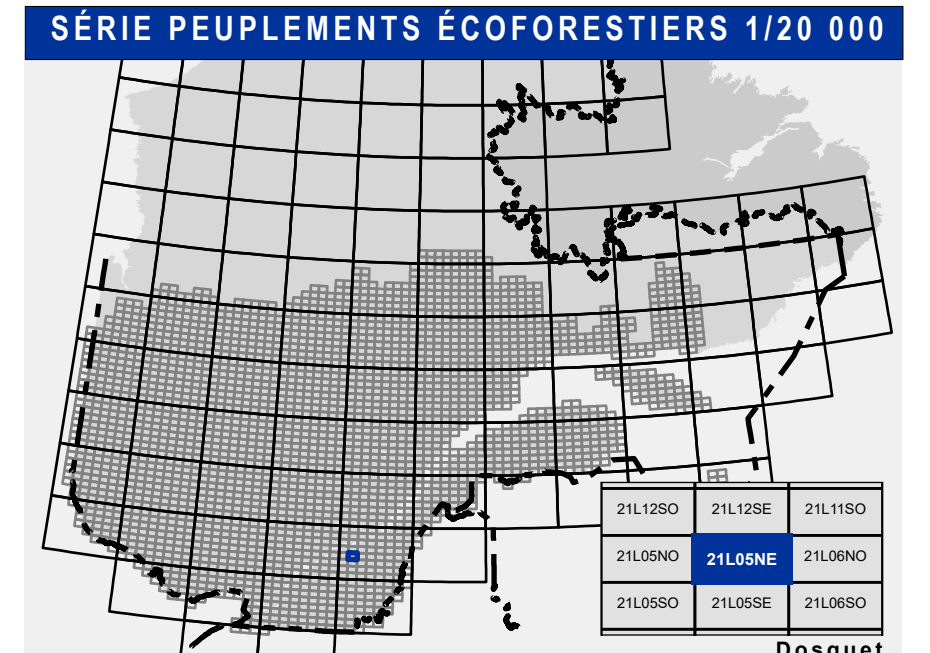 SÉRIE PEUPLEMENTS ÉCOFORESTIERS 1/20 000
21L12SO 21L12SE 21L11SO
21L05NO 21L05NE 21L06NO
21L05SO 21L05SE 21L06SO
Dosquet